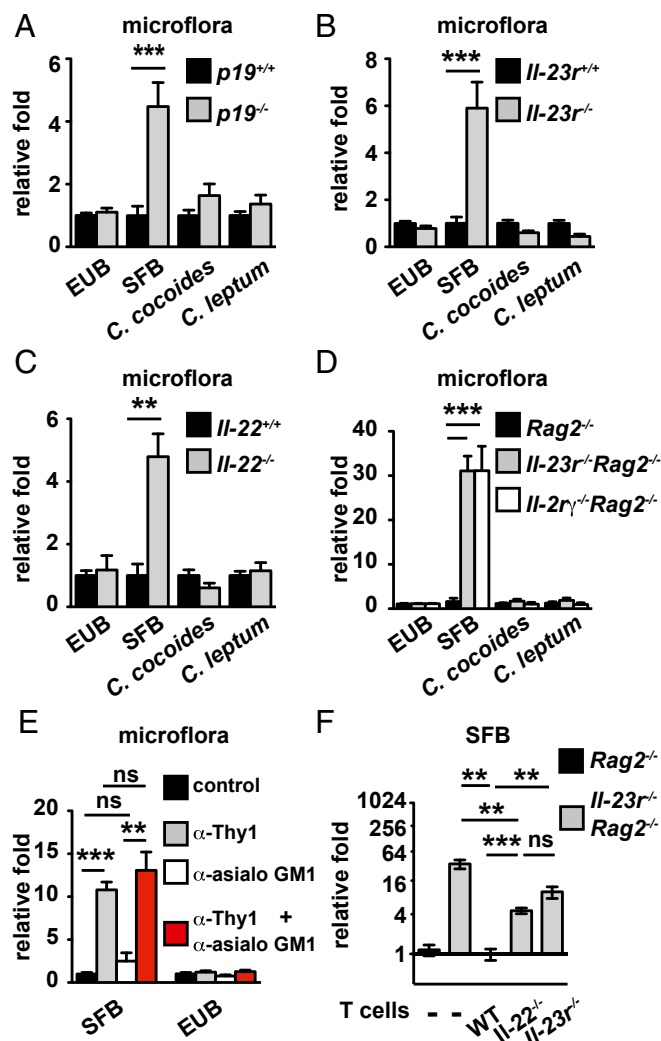 A
microflora
relative fold
6
4
2
0
***
p19+/+
p19-/-
EUB
SFB
C. cocoides
C. leptum
B
microflora
relative fold
8
6
4
2
0
***
Il-23r+/+
Il-23r-/-
EUB
SFB
C. cocoides
C. leptum
C
microflora
relative fold
6
4
2
0
**
Il-22+/+
Il-22-/-
EUB
SFB
C. cocoides
C. leptum
D
microflora
relative fold
40
30
20
10
0
***
Rag2-/-
Il-23r-/-Rag2-/-
Il-2rγ-/-Rag2-/-
EUB
SFB
C. cocoides
C. leptum
E
microflora
relative fold
20
15
10
5
0
ns
ns
***
**
control
α-Thy1
α-asialo GM1
α-Thy1 +
α-asialo GM1
SFB
EUB
F
SFB
relative fold
1024
256
64
16
4
1
** **
**
*** ns
Rag2-/-
Il-23r-/-
Rag2-/-
T cells - - WT Il-22-/- Il-23r-/-